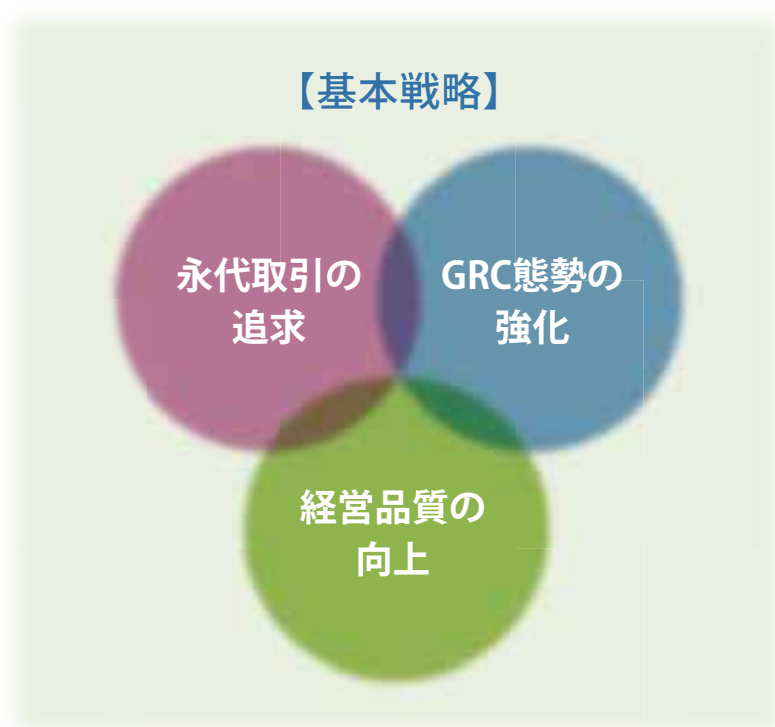 【基本戦略】
永代取引の
追求
GRC態勢の
強化
経営品質の
向上